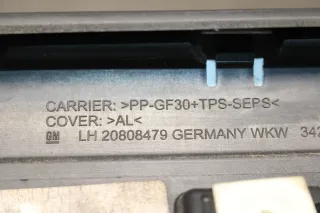 CARRIER: >PP-GF30+TPS-SEPS<
COVER: >AL<
GM LH 20808479 GERMANY WKW 342